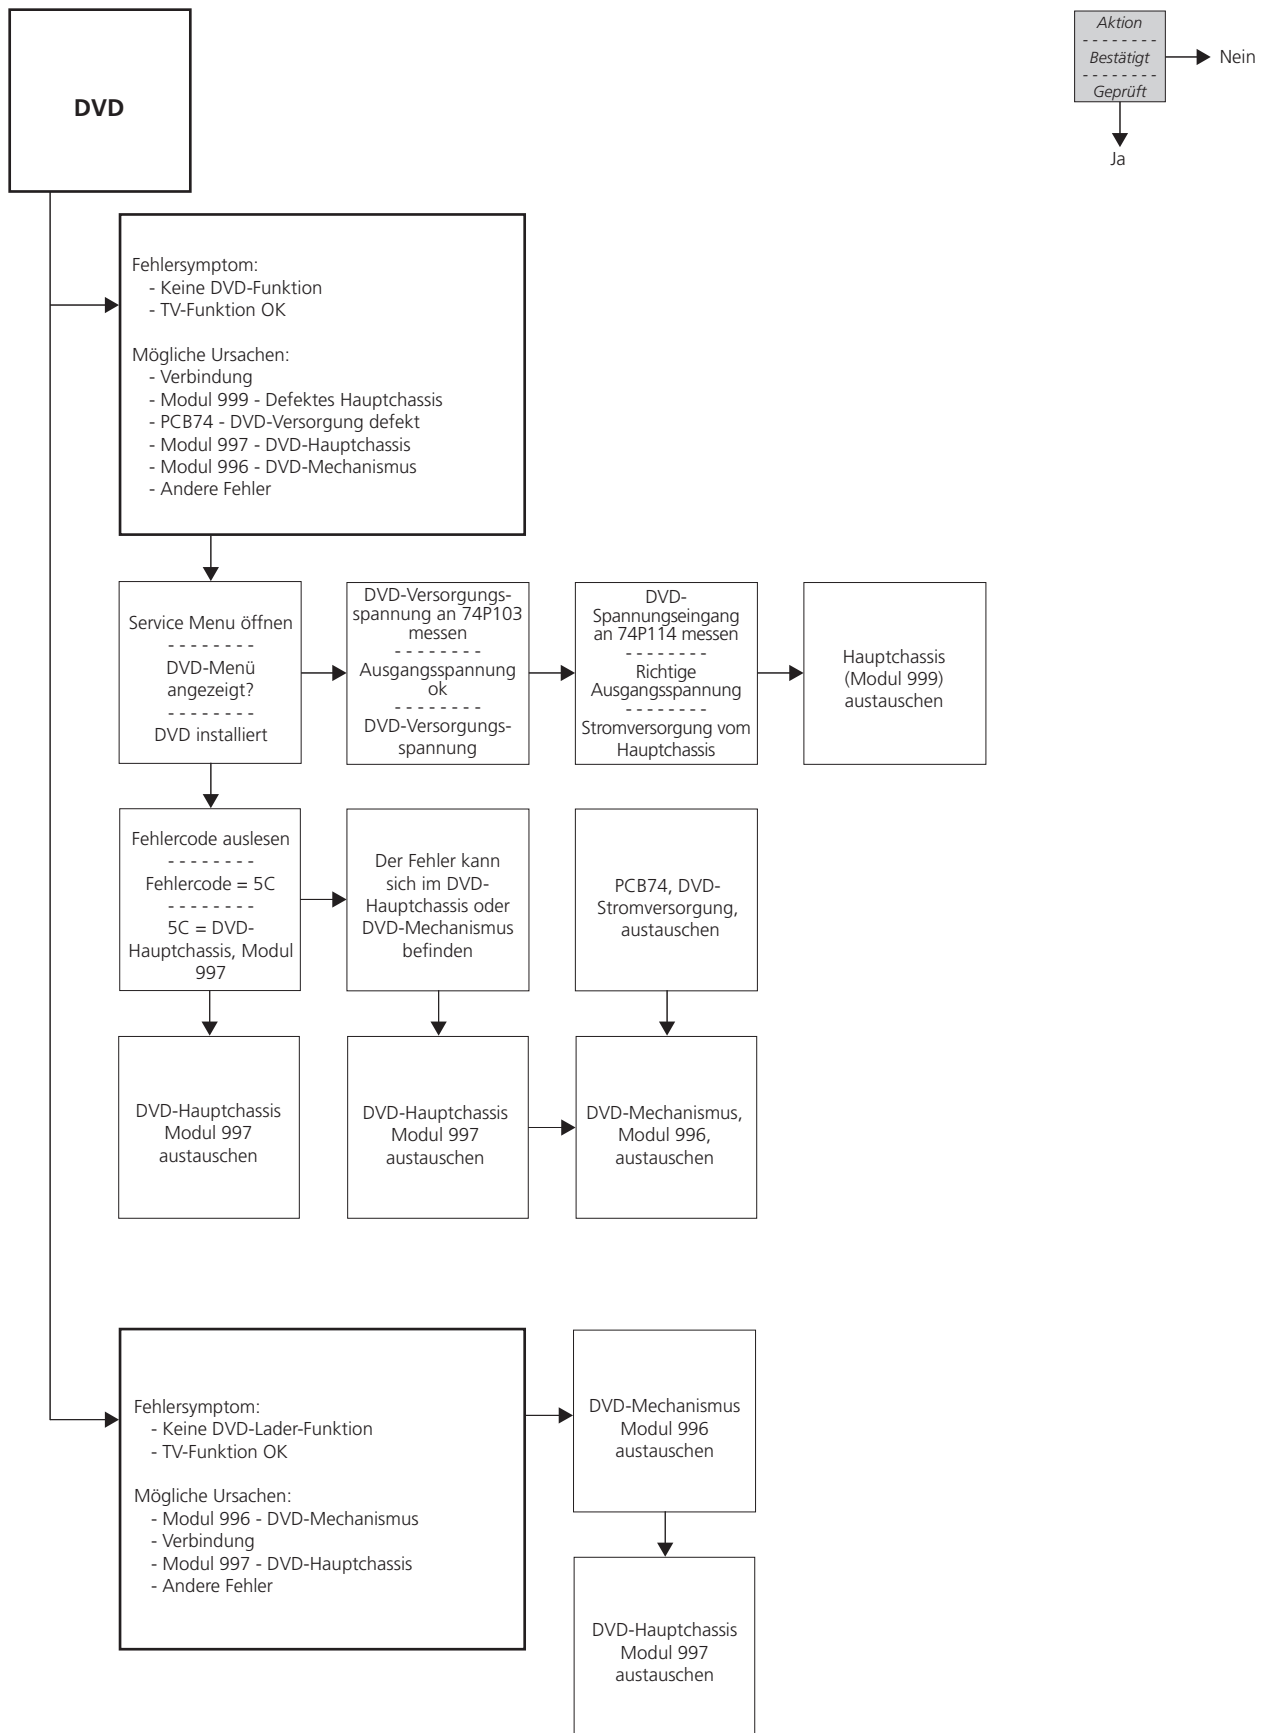 DVD
Aktion
- - - - - - - -
Bestätigt
- - - - - - - -
Geprüft
Nein
Ja
Fehlersymptom:
- Keine DVD-Funktion
- TV-Funktion OK
Mögliche Ursachen:
- Verbindung
- Modul 999 - Defektes Hauptchassis
- PCB74 - DVD-Versorgung defekt
- Modul 997 - DVD-Hauptchassis
- Modul 996 - DVD-Mechanismus
- Andere Fehler
Service Menu öffnen
- - - - - - - -
DVD-Menü
angezeigt?
- - - - - - - -
DVD installiert
DVD-Versorgungs-
spannung an 74P103
messen
- - - - - - - -
Ausgangsspannung
ok
- - - - - - - -
DVD-Versorgungs-
spannung
DVD-
Spannungseingang
an 74P114 messen
- - - - - - - -
Richtige
Ausgangsspannung
- - - - - - - -
Stromversorgung vom
Hauptchassis
Hauptchassis
(Modul 999)
austauschen
Fehlercode auslesen
- - - - - - - -
Fehlercode = 5C
- - - - - - - -
5C = DVD-
Hauptchassis, Modul
997
Der Fehler kann
sich im DVD-
Hauptchassis oder
DVD-Mechanismus
befinden
PCB74, DVD-
Stromversorgung,
austauschen
DVD-Hauptchassis
Modul 997
austauschen
DVD-Hauptchassis
Modul 997
austauschen
DVD-Mechanismus,
Modul 996,
austauschen
Fehlersymptom:
- Keine DVD-Lader-Funktion
- TV-Funktion OK
Mögliche Ursachen:
- Modul 996 - DVD-Mechanismus
- Verbindung
- Modul 997 - DVD-Hauptchassis
- Andere Fehler
DVD-Mechanismus
Modul 996
austauschen
DVD-Hauptchassis
Modul 997
austauschen